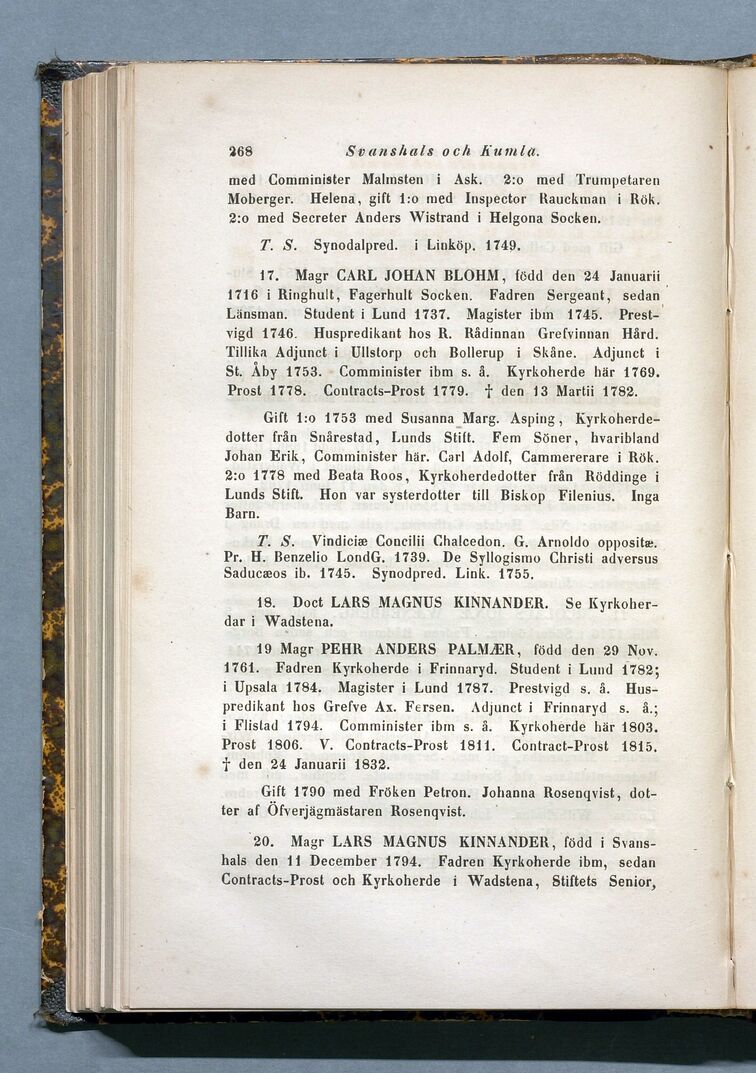 268 Svanshals och Kumla.
med Comminister Malmsten i Ask. 2:o med Trumpetaren
Moberger. Helena, gift 1:o med Inspector Rauckman i Rök.
2:o med Secreter Anders Wistrand i Helgona Socken.
T. S. Synodalpred. i Linköp. 1749.
17. Magr CARL JOHAN BLOHM, född den 24 Januarii
1716 i Ringhult, Fagerhult Socken. Fadren Sergeant, sedan
Länsman. Student i Lund 1737. Magister ibm 1745. Prest-
vigd 1746. Huspredikant hos R. Rådinnan Grefvinnan Hård.
Tillika Adjunct i Ullstorp och Bollerup i Skåne. Adjunct i
St. Åby 1753. Comminister ibm s. å. Kyrkoherde här 1769.
Prost 1778. Contracts-Prost 1779. † den 13 Martii 1782.
Gift 1:o 1753 med Susanna Marg. Asping, Kyrkoherde-
dotter från Snårestad, Lunds Stift. Fem Söner, hvaribland
Johan Erik, Comminister här. Carl Adolf, Cammererare i Rök.
2:o 1778 med Beata Roos, Kyrkoherdedotter från Röddinge i
Lunds Stift. Hon var systerdotter till Biskop Filenius. Inga
Barn.
T. S. Vindiciæ Concilii Chalcedon. G. Arnoldo oppositæ.
Pr. H. Benzelio LondG. 1739. De Syllogismo Christi adversus
Saducæos ib. 1745. Synodpred. Link. 1755.
18. Doct LARS MAGNUS KINNANDER. Se Kyrkoher-
dar i Wadstena.
19 Magr PEHR ANDERS PALMÆR, född den 29 Nov.
1761. Fadren Kyrkoherde i Frinnaryd. Student i Lund 1782;
i Upsala 1784. Magister i Lund 1787. Prestvigd s. å. Hus-
predikant hos Grefve Ax. Fersen. Adjunct i Frinnaryd s. å.;
i Flistad 1794. Comminister ibm s. å. Kyrkoherde här 1803.
Prost 1806. V. Contracts-Prost 1811. Contract-Prost 1815.
† den 24 Januarii 1832.
Gift 1790 med Fröken Petron. Johanna Rosenqvist, dot-
ter af Öfverjägmästaren Rosenqvist.
20. Magr LARS MAGNUS KINNANDER, född i Svans-
hals den 11 December 1794. Fadren Kyrkoherde ibm, sedan
Contracts-Prost och Kyrkoherde i Wadstena, Stiftets Senior,